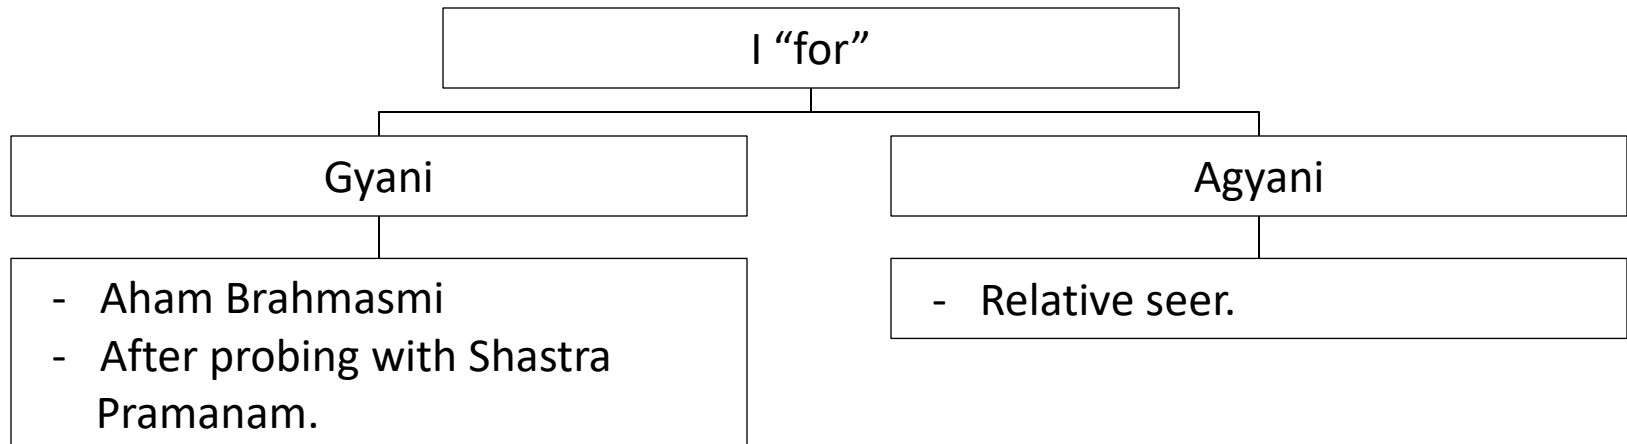 I “for”
Gyani
Agyani
- Aham Brahmasmi
- After probing with Shastra
Pramanam.
- Relative seer.